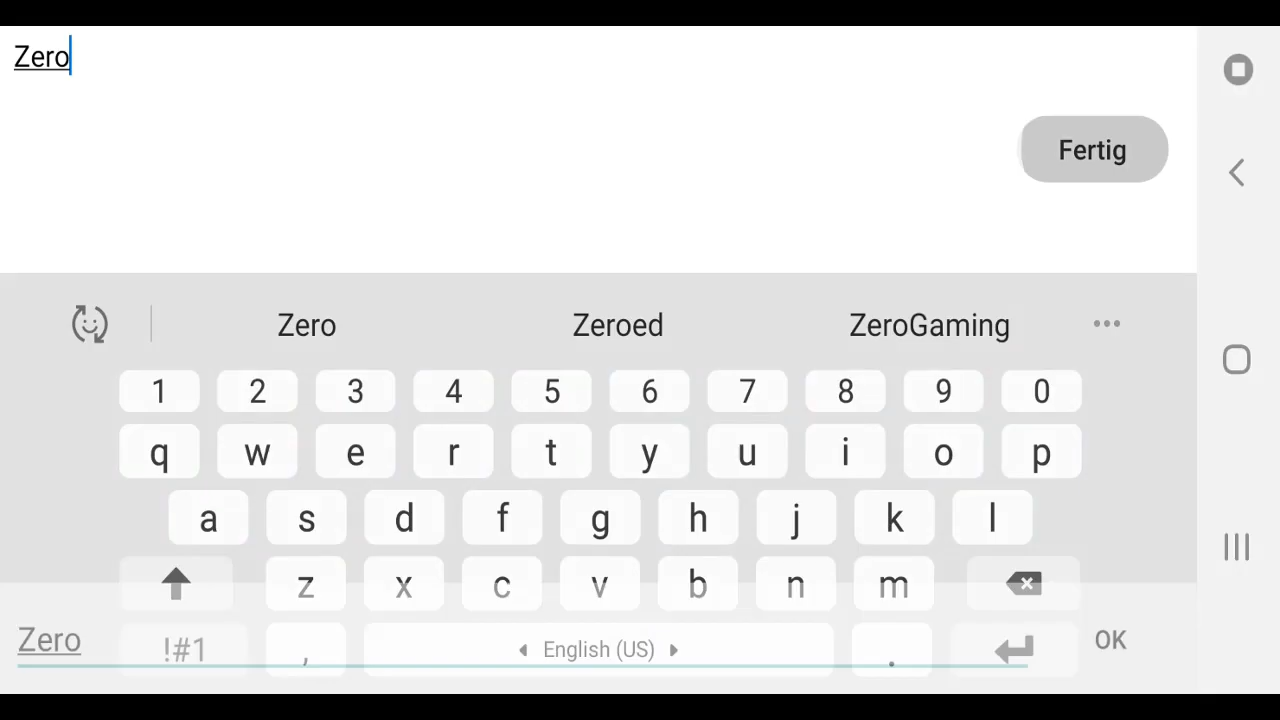 Zero
Fertig
Zero Zeroed ZeroGaming
1 2 3 4 5 6 7 8 9 0
q w e r t y u i o p
a s d f g h j k l
z x c v b n m
Zero !#1 , English (US) . OK